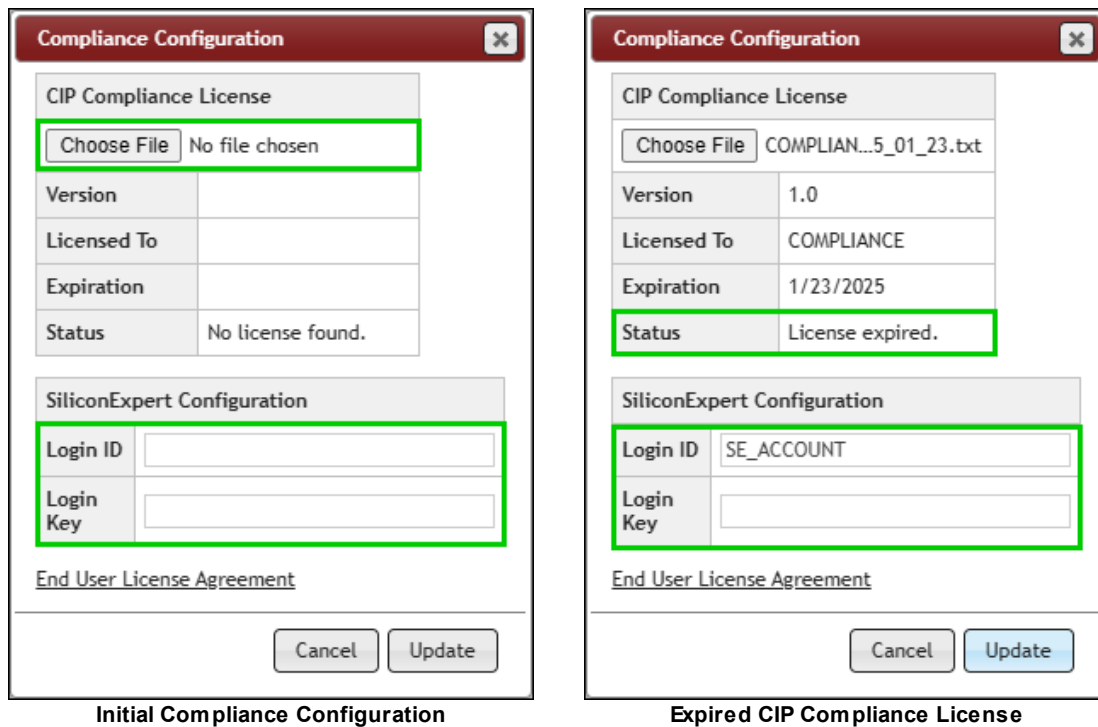 Compliance Configuration
CIP Compliance License
Choose File No file chosen
Version
Licensed To
Expiration
Status No license found.
SiliconExpert Configuration
Login ID
Login
Key
End User License Agreement
Cancel Update
Initial Compliance Configuration
Compliance Configuration
CIP Compliance License
Choose File COMPLIAN...5_01_23.txt
Version 1.0
Licensed To COMPLIANCE
Expiration 1/23/2025
Status License expired.
SiliconExpert Configuration
Login ID SE_ACCOUNT
Login
Key
End User License Agreement
Cancel Update
Expired CIP Compliance License